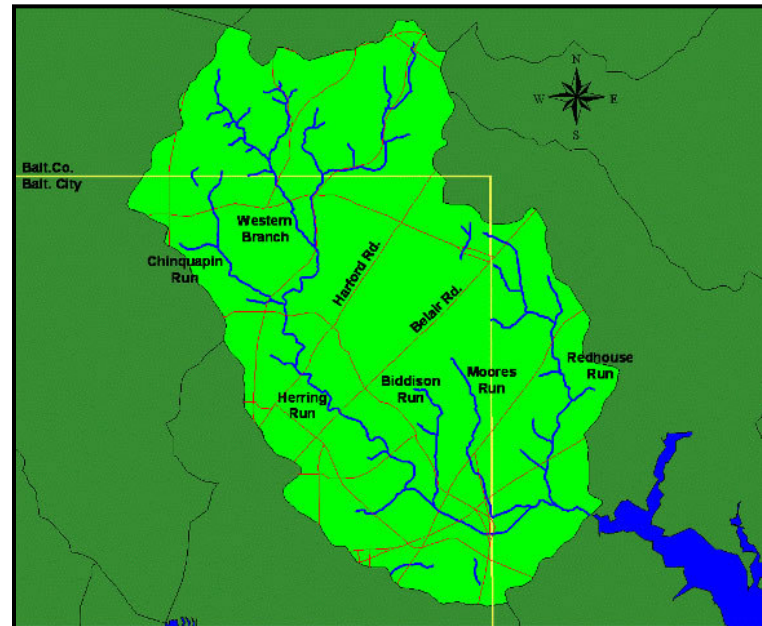 N
W E
S
Balt.Co.
Balt. City
Western
Branch
Chinquapin
Run
Harford Rd.
Belair Rd.
Redhouse
Run
Moores
Run
Biddison
Run
Herring
Run